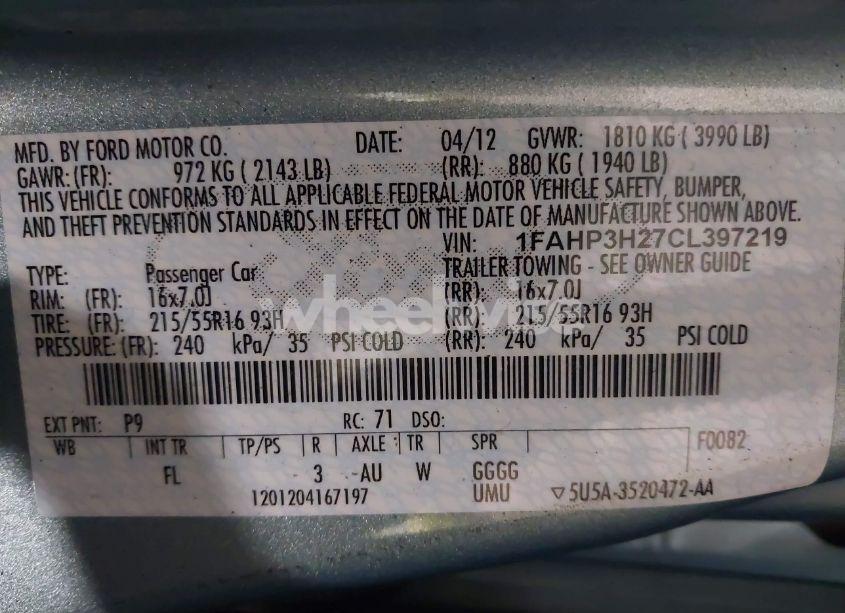 MFD. BY FORD MOTOR CO. DATE: 04/12 GVWR: 1810 KG ( 3990 LB)
GAWR: (FR): 972 KG ( 2143 LB) (RR): 880 KG ( 1940 LB)
THIS VEHICLE CONFORMS TO ALL APPLICABLE FEDERAL MOTOR VEHICLE SAFETY, BUMPER,
AND THEFT PREVENTION STANDARDS IN EFFECT ON THE DATE OF MANUFACTURE SHOWN ABOVE.
VIN: 1FAHP3H27CL397219
TYPE: Passenger Car TRAILER TOWING - SEE OWNER GUIDE
RIM: (FR): 16x7.0J (RR): 16x7.0J
TIRE: (FR): 215/55R16 93H (RR): 215/55R16 93H
PRESSURE: (FR): 240 kPa/ 35 PSI COLD (RR): 240 kPa/ 35 PSI COLD
EXT PNT: P9 RC: 71 DSO:
WB INT TR TP/PS R AXLE TR SPR F0082
FL 3 -AU W GGGG
1201204167197 UMU ▽5U5A-3520472-AA